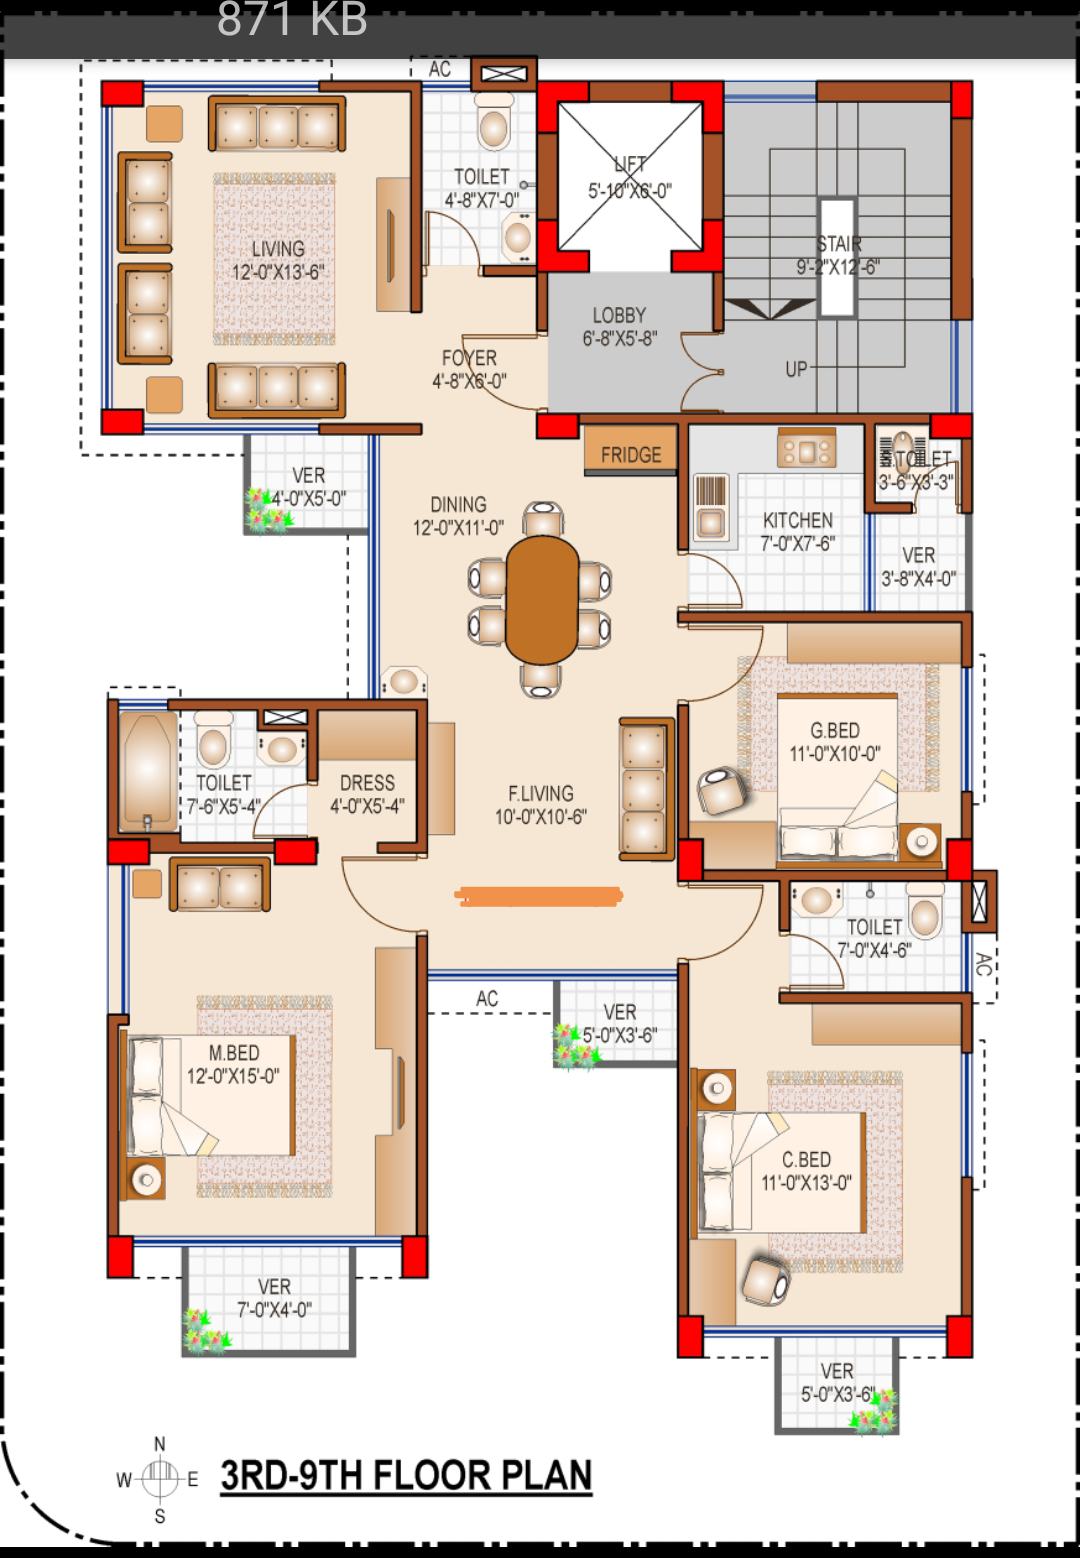 871 KB
AC
TOILET
4'-8"X7'-0"
LIFT
5'-10"X6'-0"
LIVING
12'-0"X13'-6"
STAIR
9'-2"X12'-6"
LOBBY
6'-8"X5'-8"
FOYER
4'-8"X6'-0"
UP
FRIDGE
VER
4'-0"X5'-0"
DINING
12'-0"X11'-0"
KITCHEN
7'-0"X7'-6"
TOILET
3'-6"X3'-3"
VER
3'-8"X4'-0"
G.BED
11'-0"X10'-0"
TOILET
7'-6"X5'-4"
DRESS
4'-0"X5'-4"
F.LIVING
10'-0"X10'-6"
TOILET
7'-0"X4'-6"
AC
AC
VER
5'-0"X3'-6"
M.BED
12'-0"X15'-0"
C.BED
11'-0"X13'-0"
VER
7'-0"X4'-0"
VER
5'-0"X3'-6"
N
W E
S
3RD-9TH FLOOR PLAN